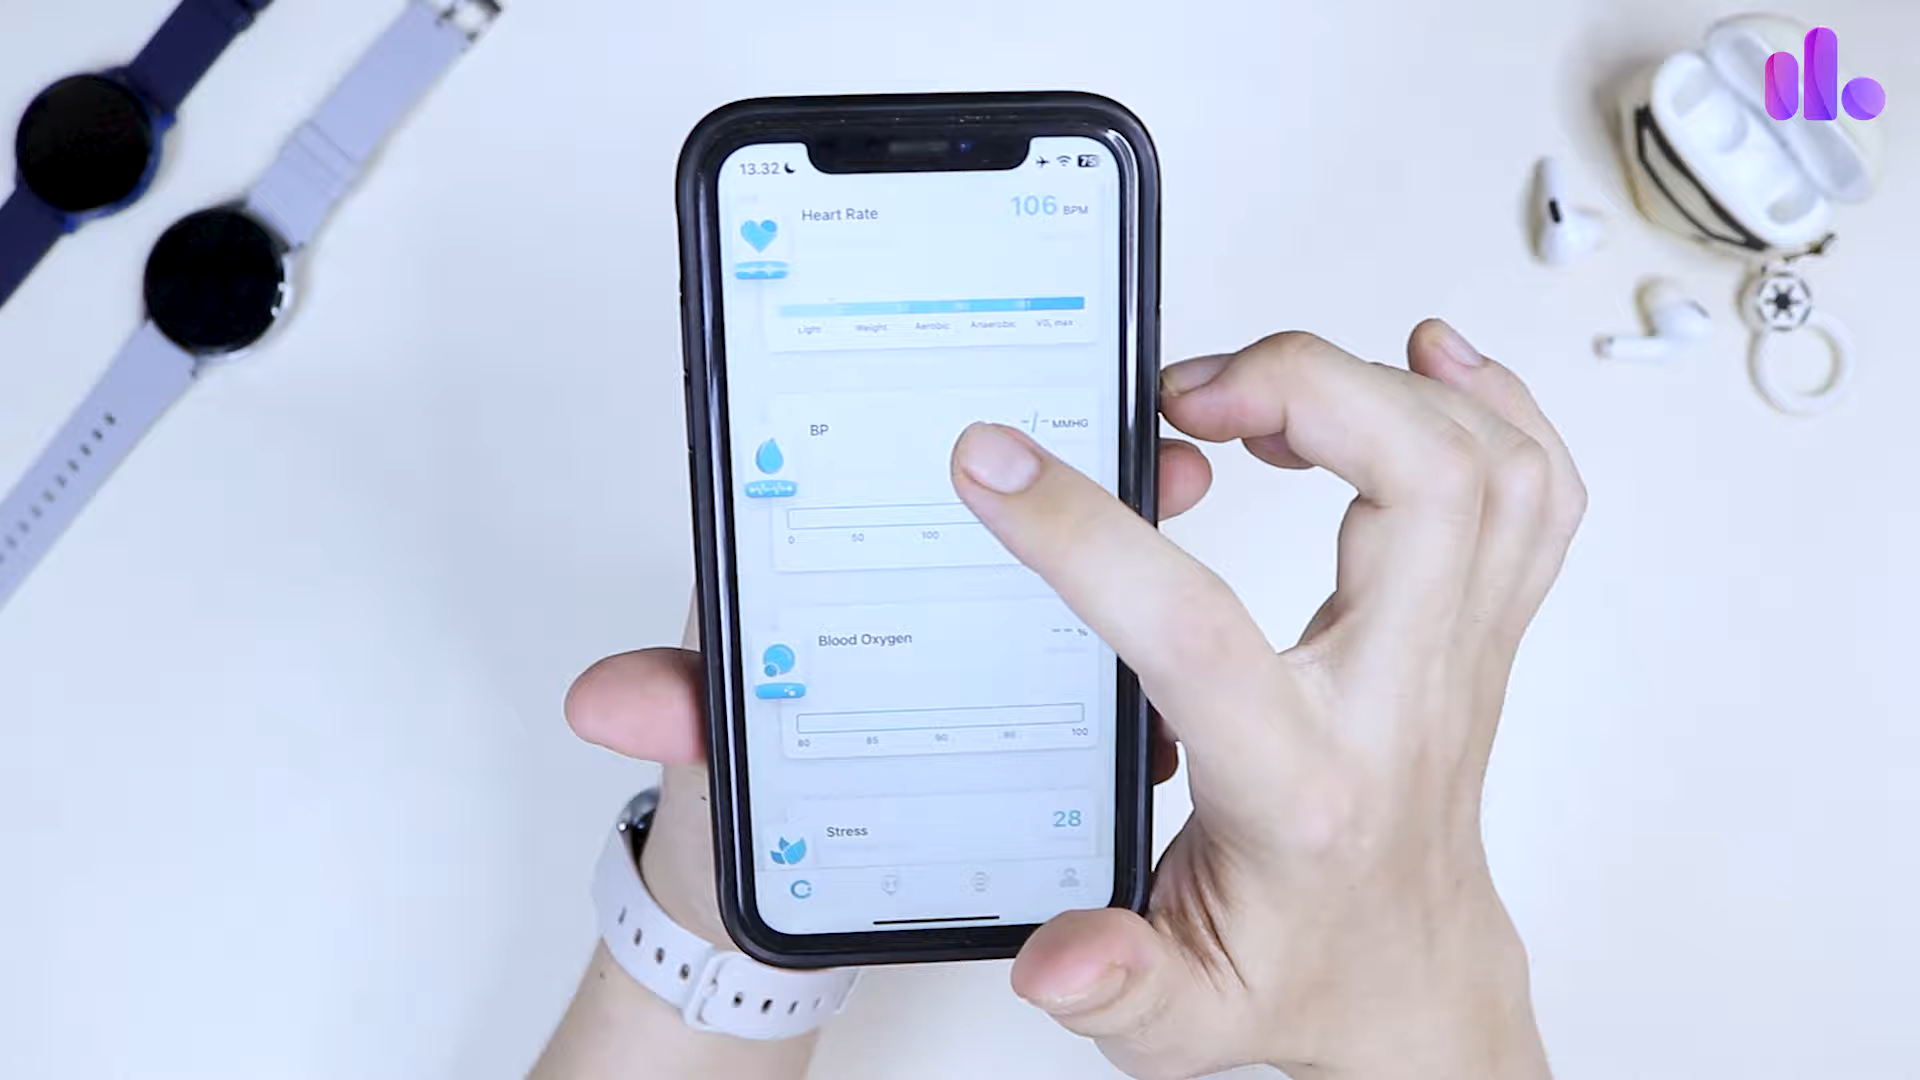 13.32
75
Heart Rate
106 BPM
Light Weight Aerobic Anaerobic VO₂ max
BP
-/- MMHG
0 50 100
Blood Oxygen
-- %
80 85 90 100
Stress
28